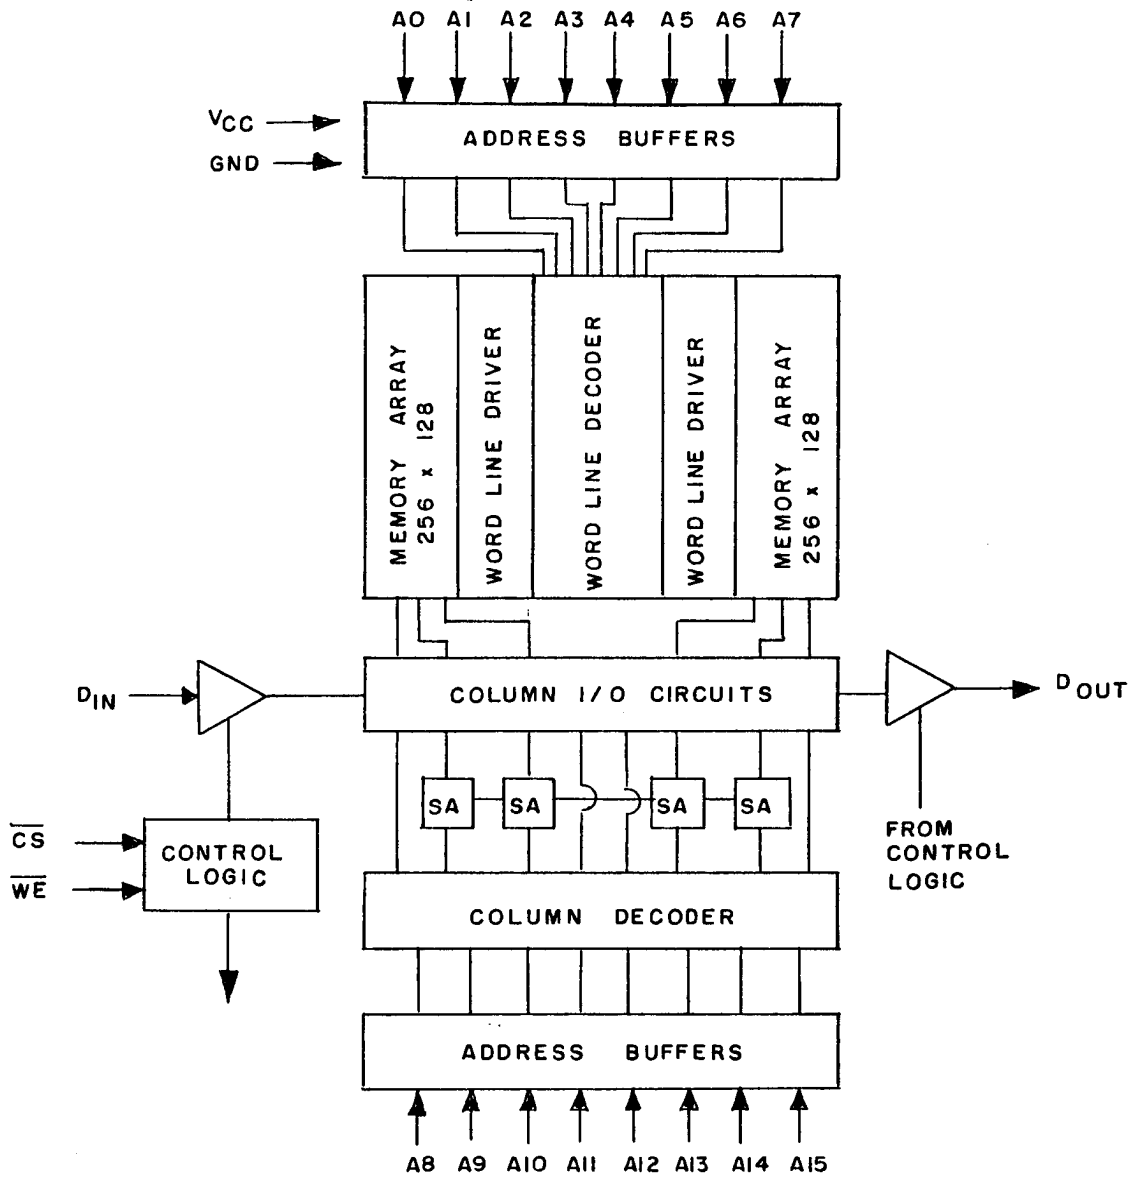 A0 A1 A2 A3 A4 A5 A6 A7
VCC
GND
ADDRESS BUFFERS
MEMORY ARRAY
256 x 128
WORD LINE DRIVER
WORD LINE DECODER
WORD LINE DRIVER
MEMORY ARRAY
256 x 128
DIN
COLUMN I/O CIRCUITS
DOUT
SA SA SA SA
C̅S̅
W̅E̅
CONTROL
LOGIC
FROM
CONTROL
LOGIC
COLUMN DECODER
ADDRESS BUFFERS
A8 A9 A10 A11 A12 A13 A14 A15